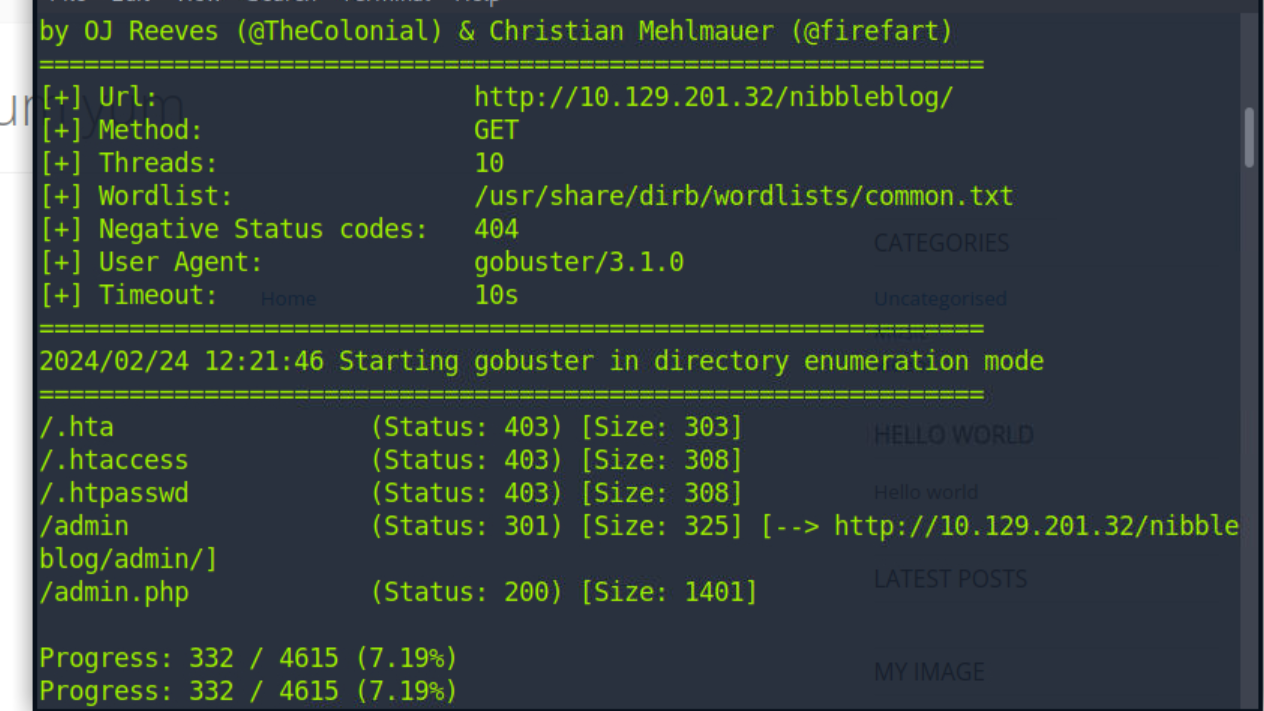 by OJ Reeves (@TheColonial) & Christian Mehlmauer (@firefart)
===============================================================
[+] Url:                     http://10.129.201.32/nibbleblog/
[+] Method:                  GET
[+] Threads:                 10
[+] Wordlist:                /usr/share/dirb/wordlists/common.txt
[+] Negative Status codes:   404
CATEGORIES
[+] User Agent:              gobuster/3.1.0
[+] Timeout:                 10s
Home
Uncategorised
===============================================================
Music
2024/02/24 12:21:46 Starting gobuster in directory enumeration mode
===============================================================
/.hta                 (Status: 403) [Size: 303]
HELLO WORLD
/.htaccess            (Status: 403) [Size: 308]
/.htpasswd            (Status: 403) [Size: 308]
Hello world
/admin                (Status: 301) [Size: 325] [--> http://10.129.201.32/nibble
blog/admin/]
LATEST POSTS
/admin.php            (Status: 200) [Size: 1401]
Progress: 332 / 4615 (7.19%)
MY IMAGE
Progress: 332 / 4615 (7.19%)